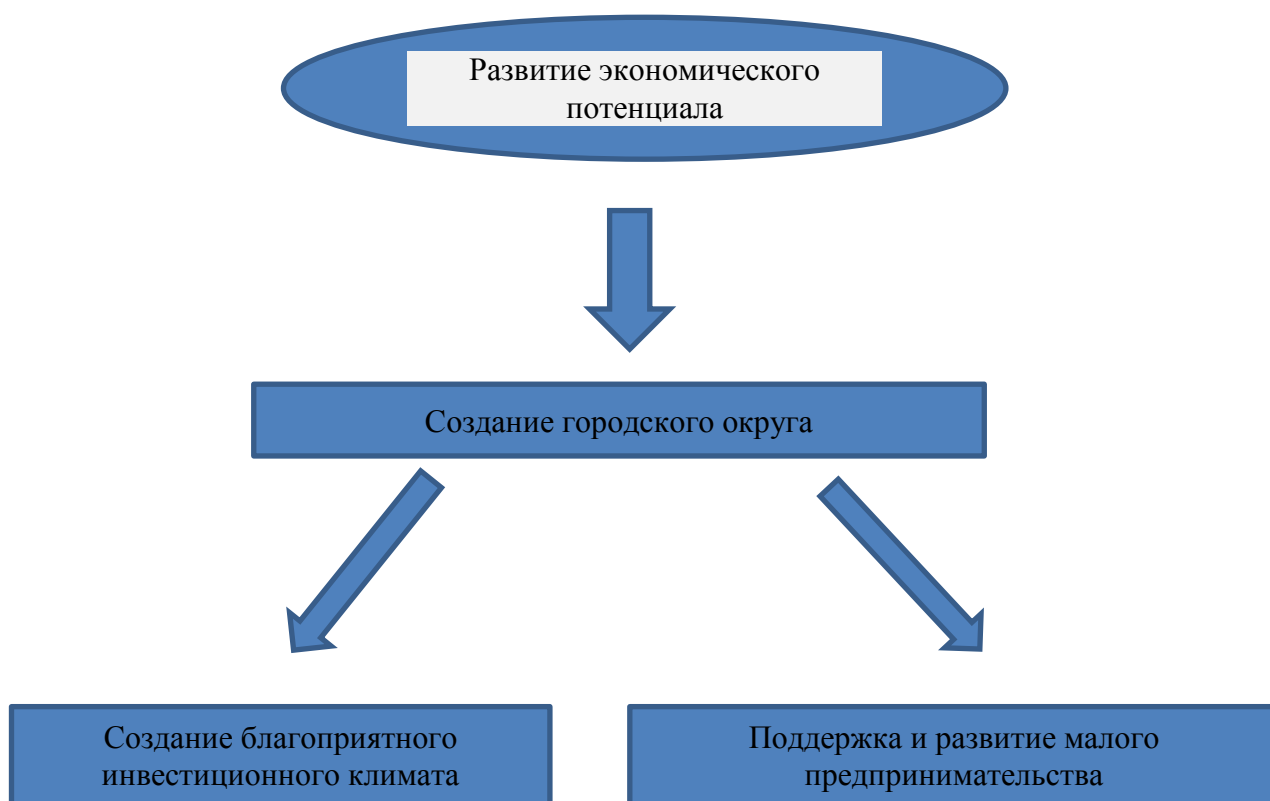 Развитие экономического
потенциала
Создание городского округа
Создание благоприятного
инвестиционного климата
Поддержка и развитие малого
предпринимательства